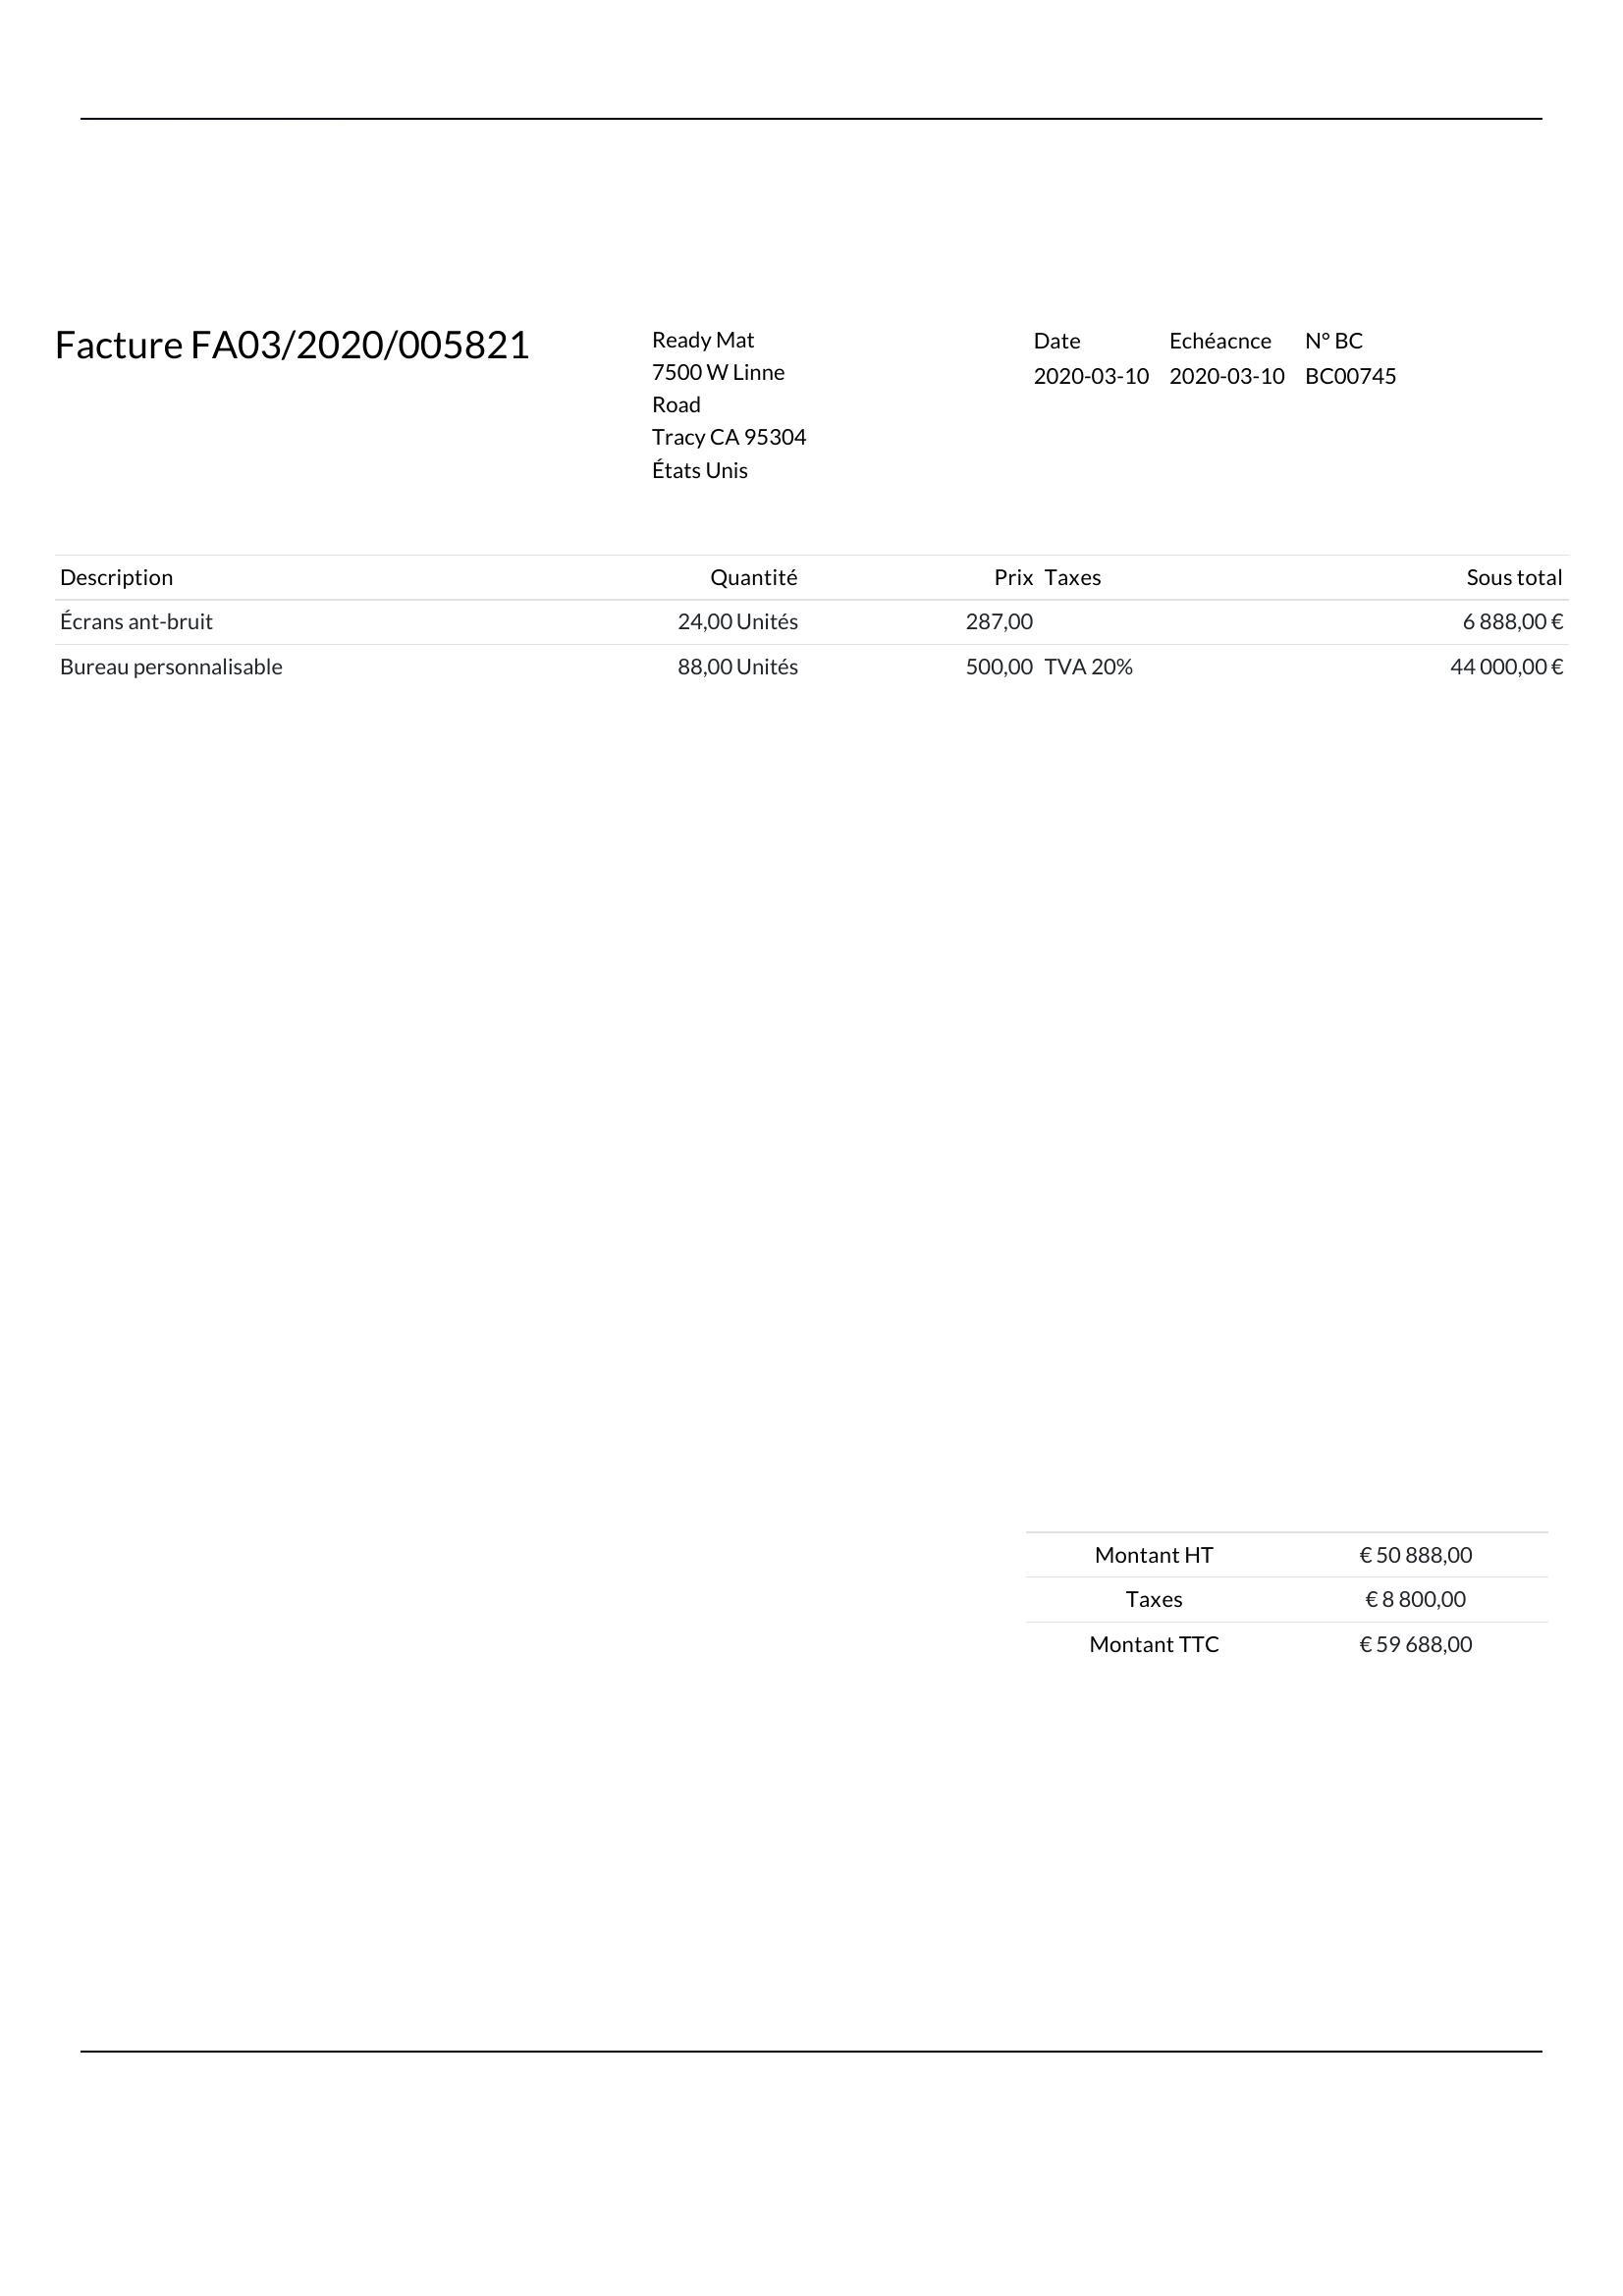 Facture FA03/2020/005821
Ready Mat
7500 W Linne
Road
Tracy CA 95304
États Unis
Date Echéacnce N° BC
2020-03-10 2020-03-10 BC00745
Description Quantité Prix Taxes Sous total
Écrans ant-bruit 24,00 Unités 287,00 6 888,00 €
Bureau personnalisable 88,00 Unités 500,00 TVA 20% 44 000,00 €
Montant HT € 50 888,00
Taxes € 8 800,00
Montant TTC € 59 688,00